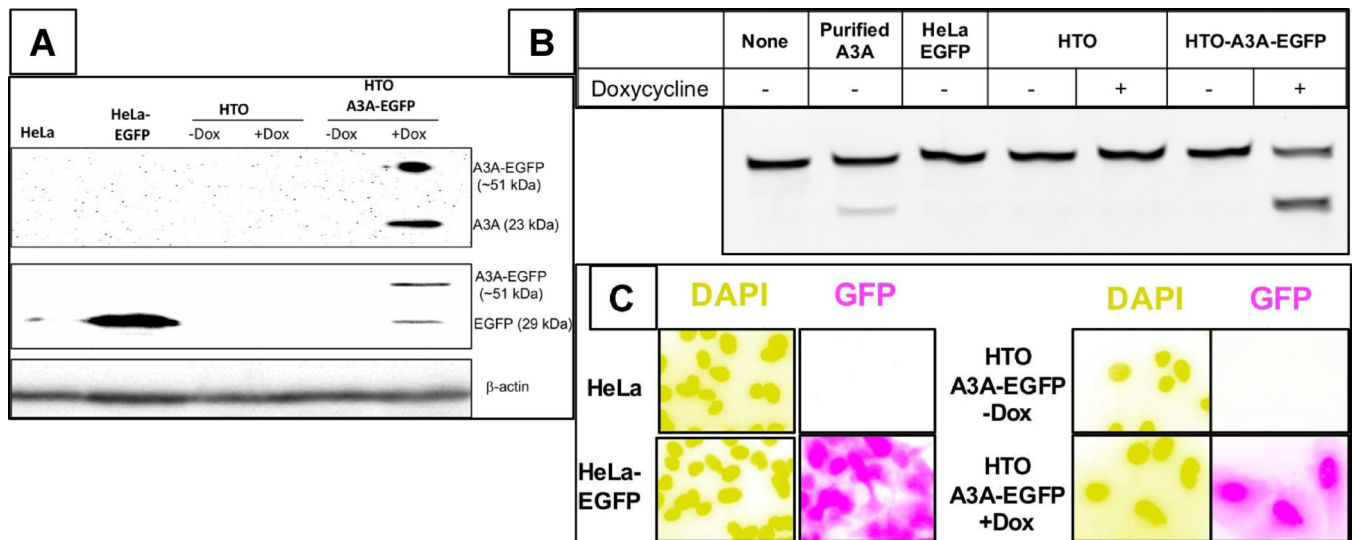 A
HTO
A3A-EGFP
HeLa
HeLa-
EGFP
HTO
-Dox
+Dox
-Dox
+Dox
A3A-EGFP
(~51 kDa)
A3A (23 kDa)
A3A-EGFP
(~51 kDa)
EGFP (29 kDa)
β-actin
B
None
Purified
A3A
HeLa
EGFP
HTO
HTO-A3A-EGFP
Doxycycline - - - - + - +
C
DAPI GFP DAPI GFP
HeLa
HTO
A3A-EGFP
-Dox
HeLa-
EGFP
HTO
A3A-EGFP
+Dox